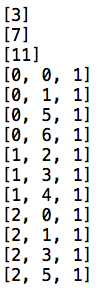 [3]
[7]
[11]
[0, 0, 1]
[0, 1, 1]
[0, 5, 1]
[0, 6, 1]
[1, 2, 1]
[1, 3, 1]
[1, 4, 1]
[2, 0, 1]
[2, 1, 1]
[2, 3, 1]
[2, 5, 1]